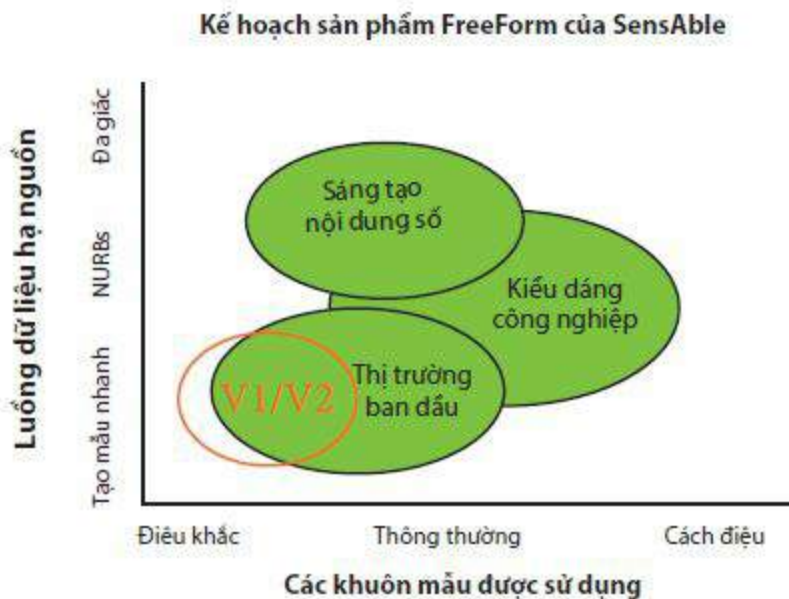 Kế hoạch sản phẩm FreeForm của SensAble
Luồng dữ liệu hạ nguồn
Đa giác
NURBs
Tạo mẫu nhanh
Sáng tạo
nội dung số
Kiểu dáng
công nghiệp
V1/V2
Thị trường
ban dầu
Điêu khắc
Thông thường
Cách điệu
Các khuôn mẫu dược sử dụng